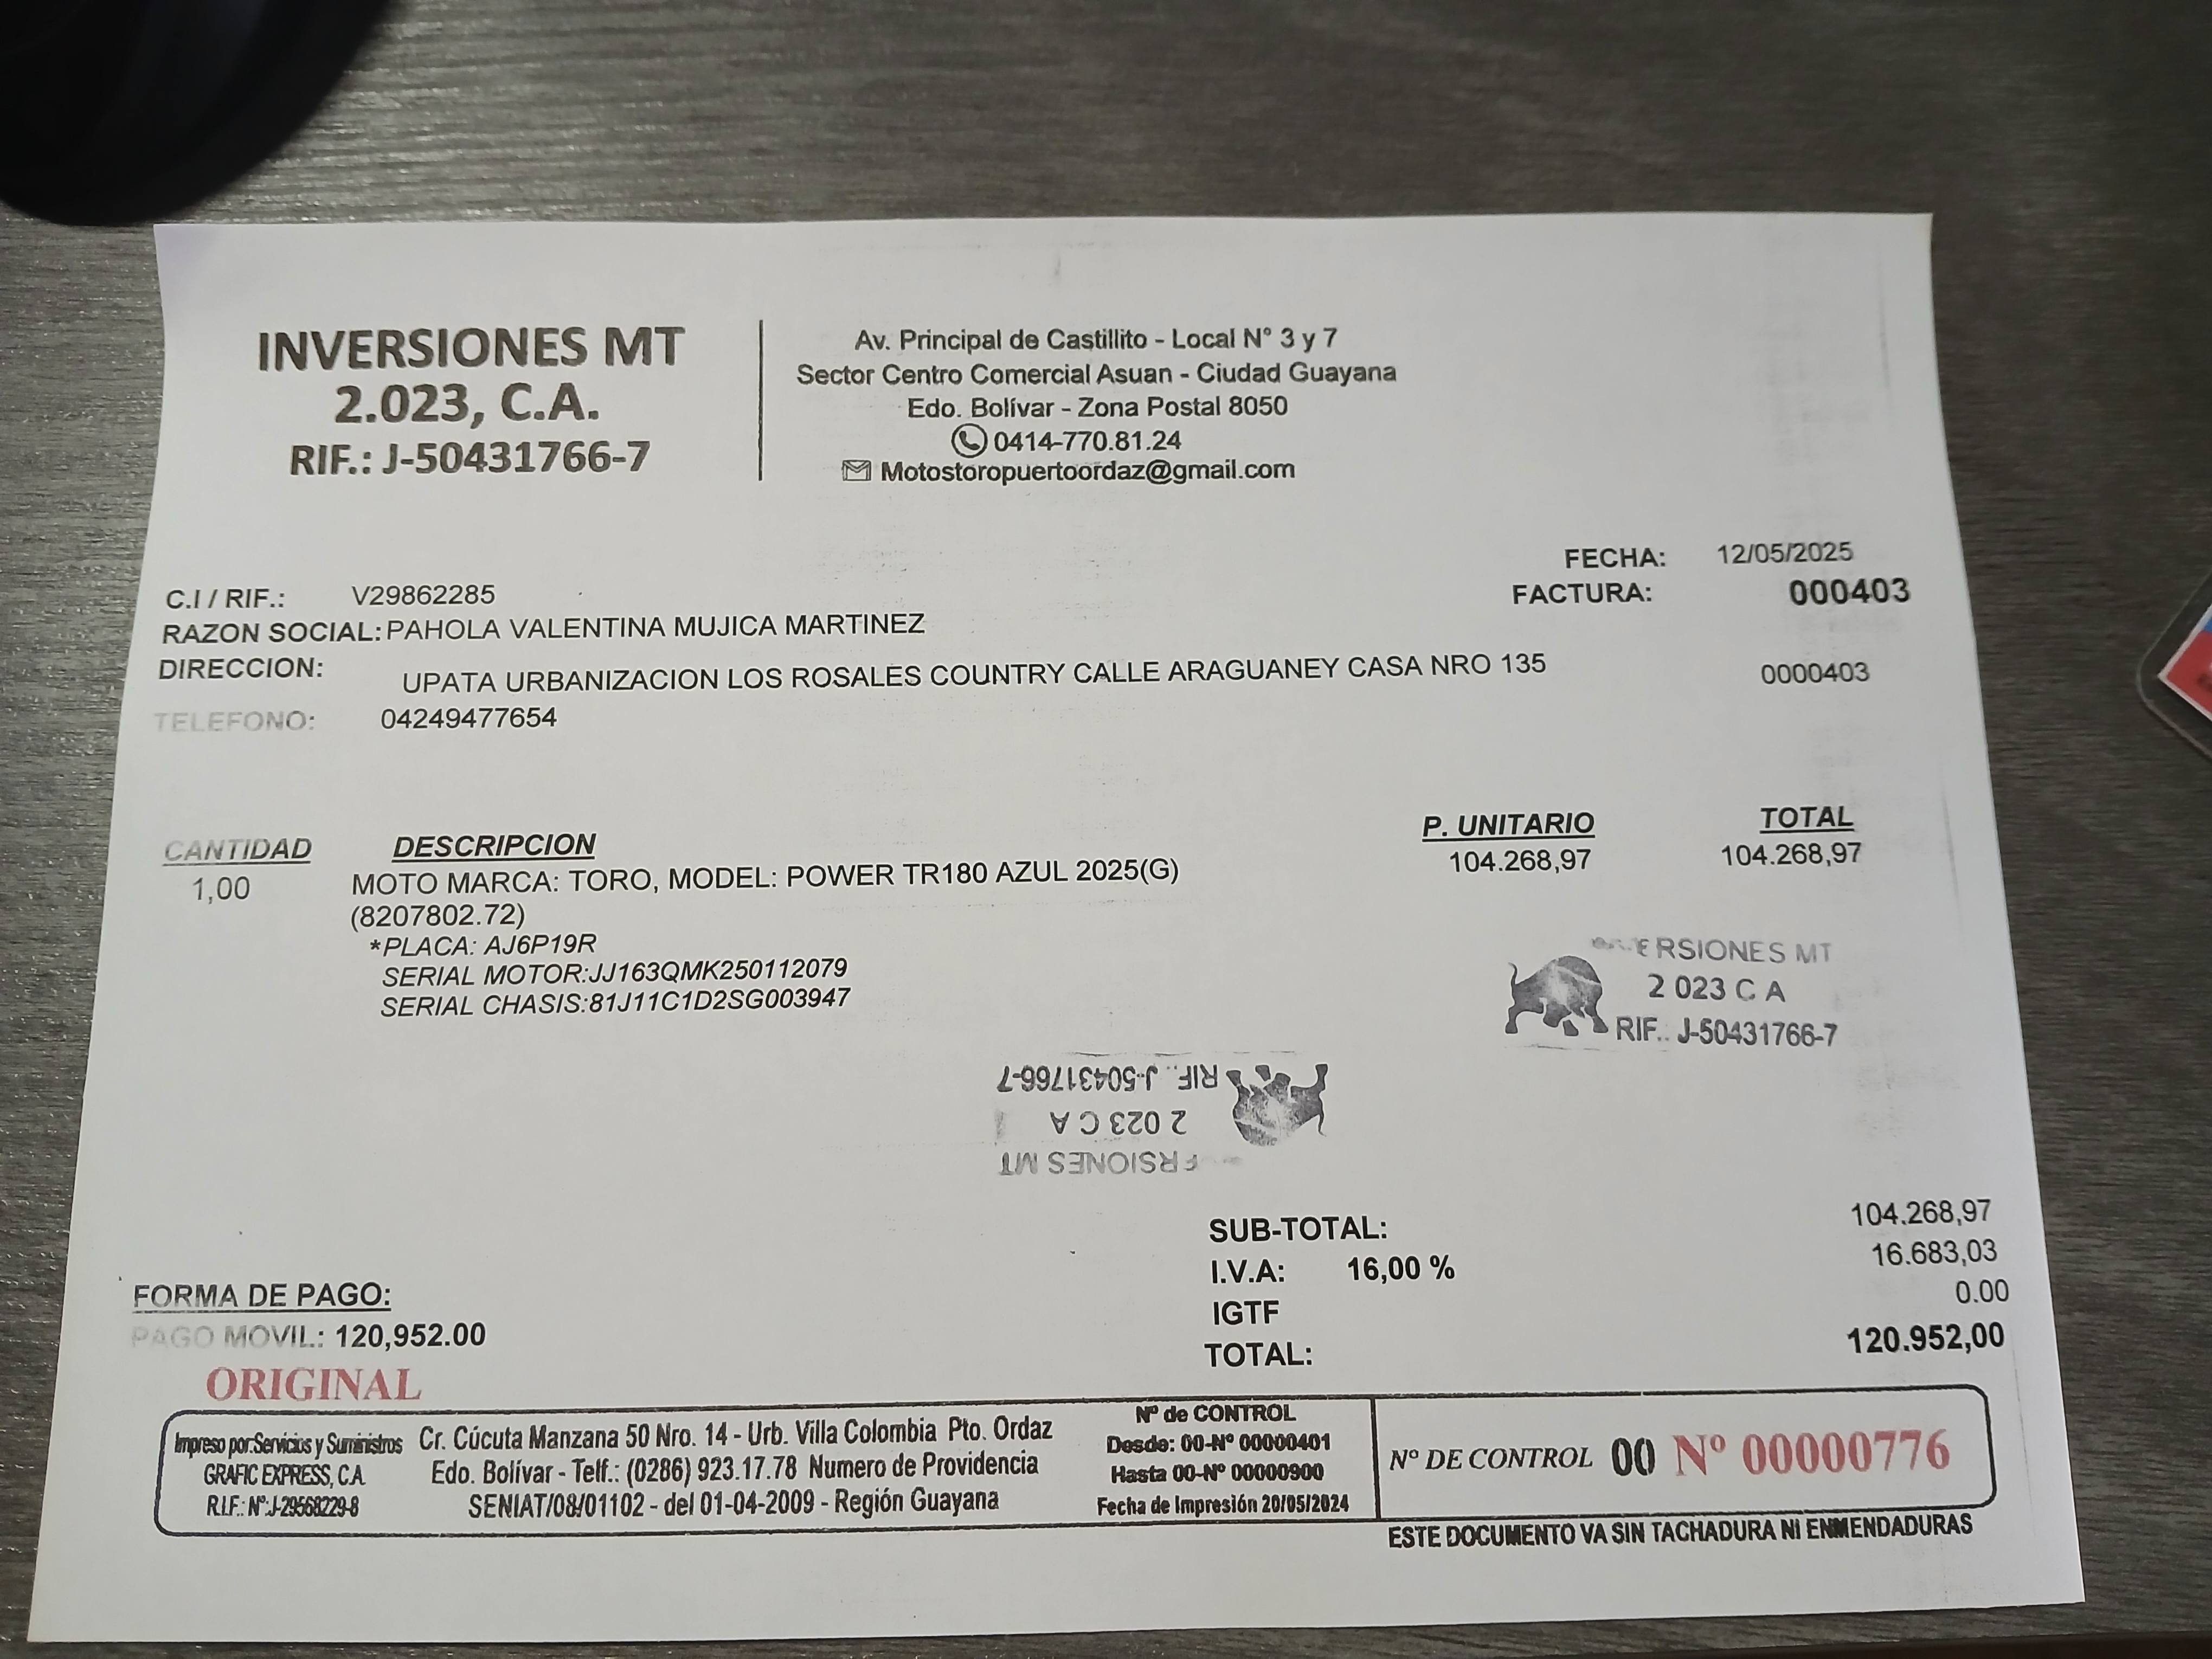 INVERSIONES MT
2.023, C.A.
RIF.: J-50431766-7
Av. Principal de Castillito - Local N° 3 y 7
Sector Centro Comercial Asuan - Ciudad Guayana
Edo. Bolívar - Zona Postal 8050
0414-770.81.24
Motostoropuertoordaz@gmail.com
FECHA: 12/05/2025
FACTURA: 000403
C.I / RIF.: V29862285
RAZON SOCIAL: PAHOLA VALENTINA MUJICA MARTINEZ
DIRECCION: UPATA URBANIZACION LOS ROSALES COUNTRY CALLE ARAGUANEY CASA NRO 135
0000403
TELEFONO: 04249477654
CANTIDAD DESCRIPCION P. UNITARIO TOTAL
1,00 MOTO MARCA: TORO, MODEL: POWER TR180 AZUL 2025(G) 104.268,97 104.268,97
(8207802.72)
*PLACA: AJ6P19R
SERIAL MOTOR:JJ163QMK250112079
SERIAL CHASIS:81J11C1D2SG003947
ERSIONES MT
2 023 C A
RIF.: J-50431766-7
RSIONES MT
2 023 C A
RIF.: J-50431766-7
SUB-TOTAL: 104.268,97
I.V.A: 16,00 % 16.683,03
IGTF 0.00
TOTAL: 120.952,00
FORMA DE PAGO:
PAGO MOVIL: 120,952.00
ORIGINAL
Impreso por:Servicios y Suministros
GRAFIC EXPRESS, C.A.
R.I.F.: Nº:J-29568229-8
Cr. Cúcuta Manzana 50 Nro. 14 - Urb. Villa Colombia Pto. Ordaz
Edo. Bolívar - Telf.: (0286) 923.17.78 Numero de Providencia
SENIAT/08/01102 - del 01-04-2009 - Región Guayana
Nº de CONTROL
Desde: 00-Nº 00000401
Hasta 00-Nº 00000900
Fecha de Impresión 20/05/2024
Nº DE CONTROL 00 Nº 00000776
ESTE DOCUMENTO VA SIN TACHADURA NI ENMENDADURAS